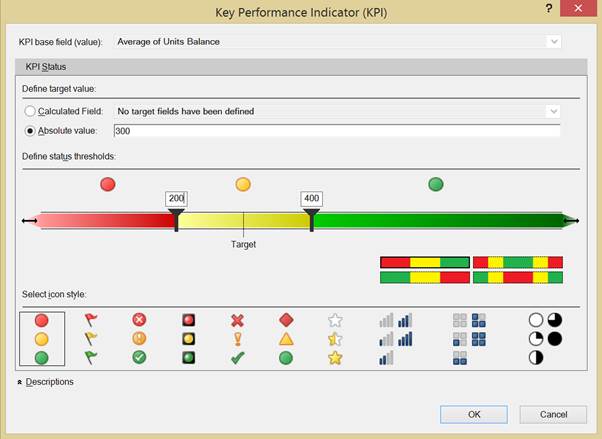 Key Performance Indicator (KPI)
?
KPI base field (value): Average of Units Balance
KPI Status
Define target value:
Calculated Field: No target fields have been defined
Absolute value: 300
Define status thresholds:
200 400
Target
Select icon style:
Descriptions
OK Cancel